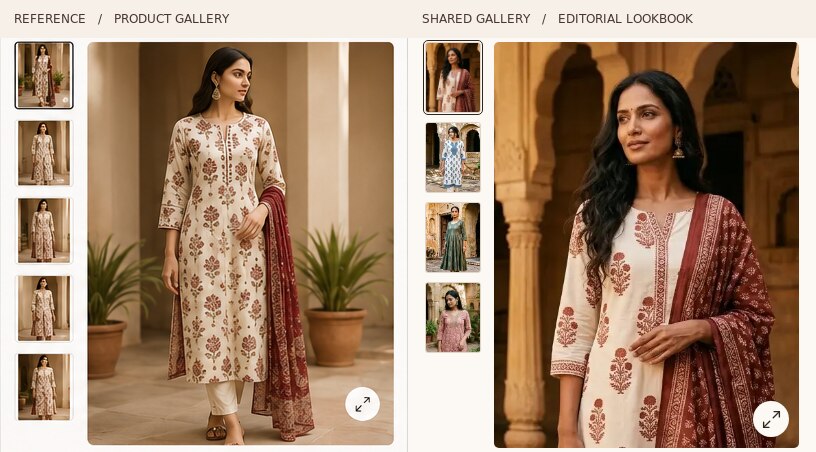 REFERENCE / PRODUCT GALLERY
SHARED GALLERY / EDITORIAL LOOKBOOK